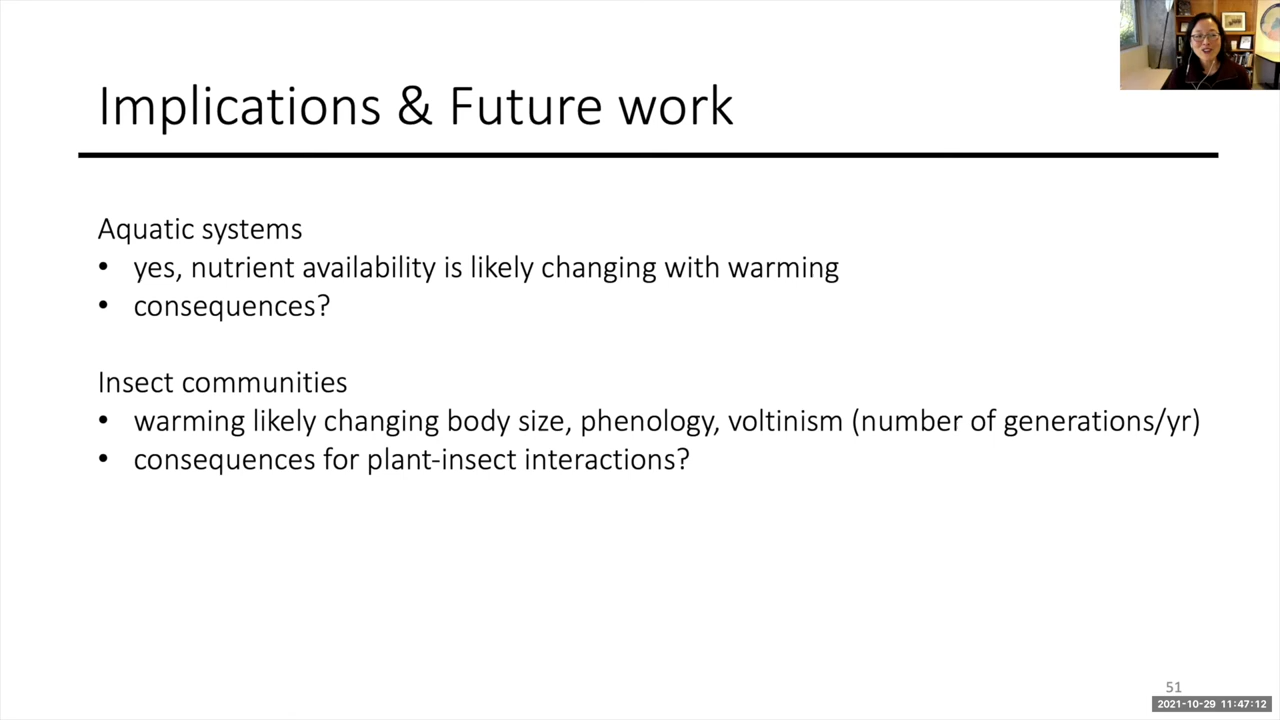 Implications & Future work
Aquatic systems
• yes, nutrient availability is likely changing with warming
• consequences?
Insect communities
• warming likely changing body size, phenology, voltinism (number of generations/yr)
• consequences for plant-insect interactions?
51
2021-10-29 11:47:12